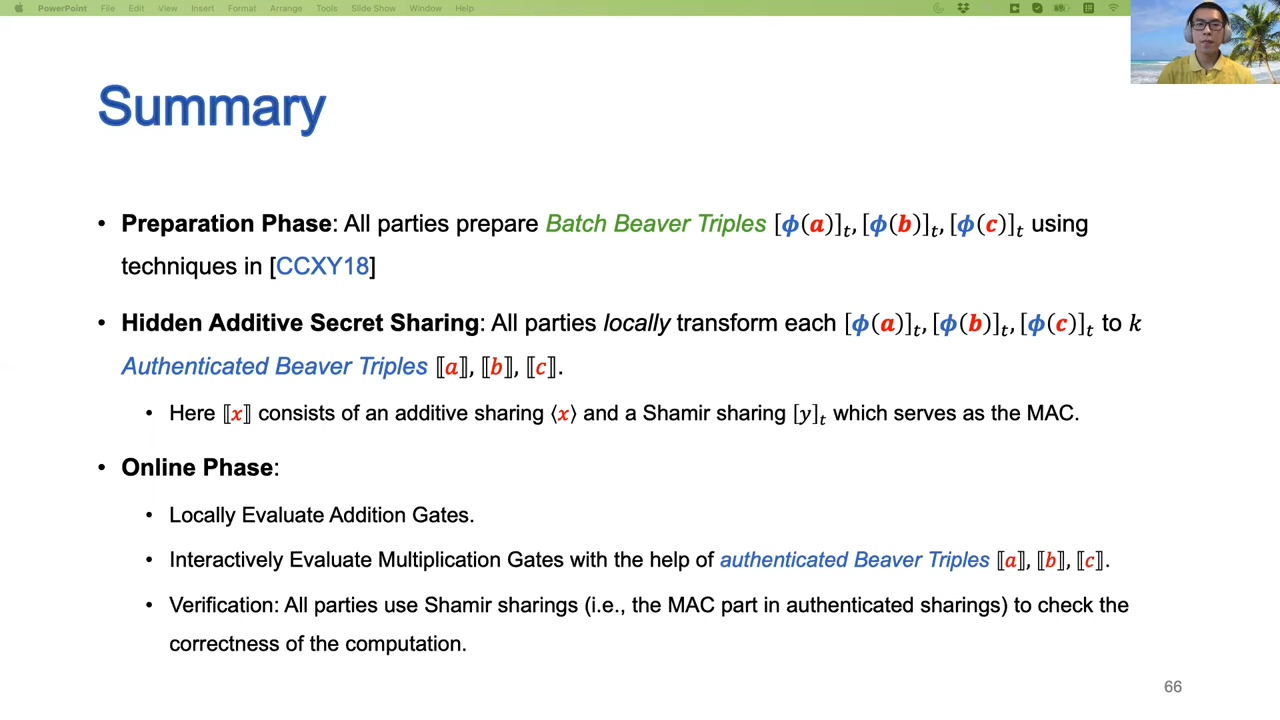 PowerPoint File Edit View Insert Format Arrange Tools Slide Show Window Help
Summary
• Preparation Phase: All parties prepare Batch Beaver Triples [ϕ(a)]ₜ, [ϕ(b)]ₜ, [ϕ(c)]ₜ using
techniques in [CCXY18]
• Hidden Additive Secret Sharing: All parties locally transform each [ϕ(a)]ₜ, [ϕ(b)]ₜ, [ϕ(c)]ₜ to k
Authenticated Beaver Triples ⟦a⟧, ⟦b⟧, ⟦c⟧.
• Here ⟦x⟧ consists of an additive sharing ⟨x⟩ and a Shamir sharing [y]ₜ which serves as the MAC.
• Online Phase:
• Locally Evaluate Addition Gates.
• Interactively Evaluate Multiplication Gates with the help of authenticated Beaver Triples ⟦a⟧, ⟦b⟧, ⟦c⟧.
• Verification: All parties use Shamir sharings (i.e., the MAC part in authenticated sharings) to check the
correctness of the computation.
66